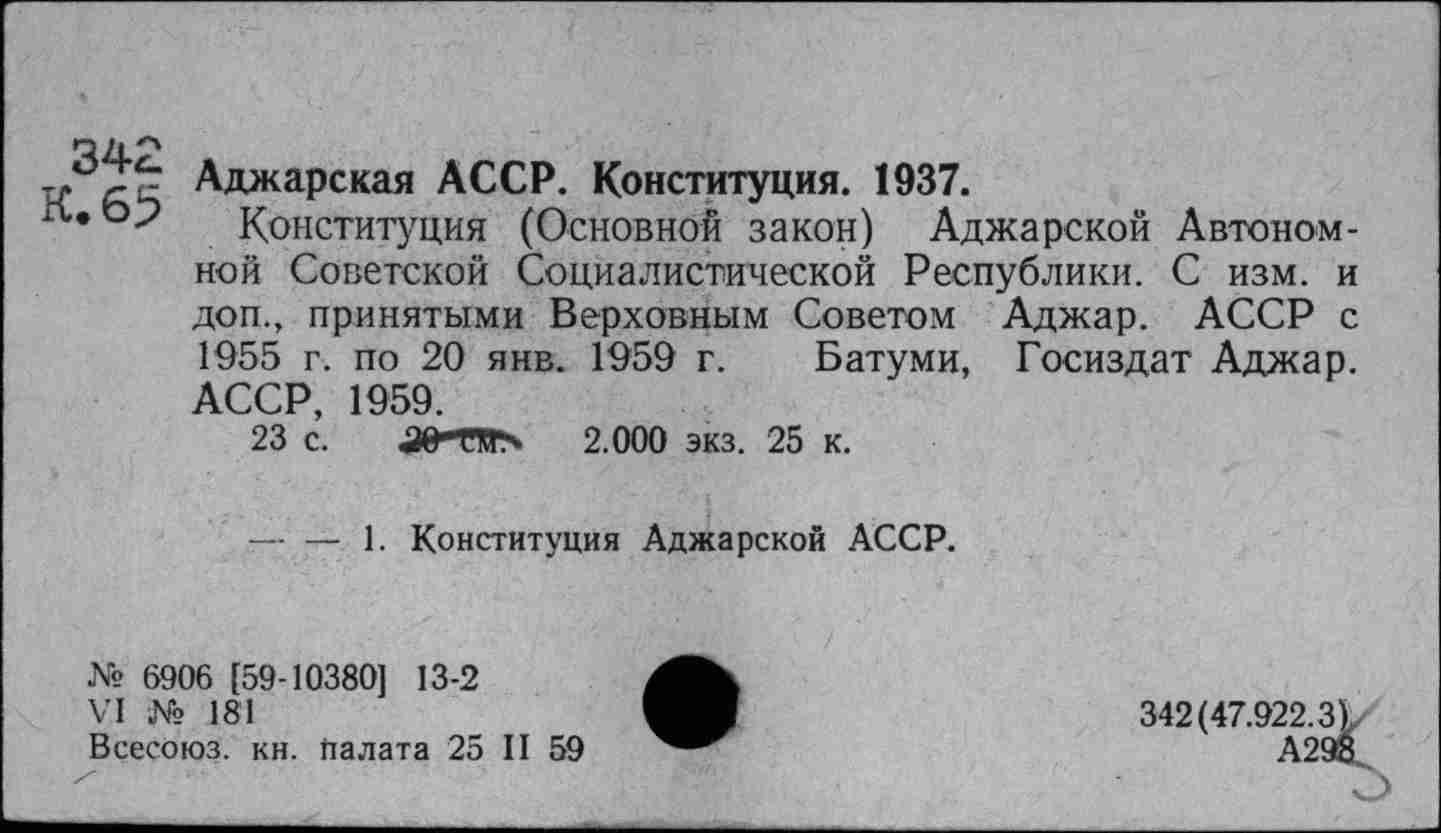 342
К.65
Аджарская АССР. Конституция. 1937.
Конституция (Основной закон) Аджарской Автоном-
ной Советской Социалистической Республики. С изм. и
доп., принятыми Верховным Советом Аджар. АССР с
1955 г. по 20 янв. 1959 г. Батуми, Госиздат Аджар.
АССР, 1959.
23 с. 20 см. 2.000 экз. 25 к.
— — 1. Конституция Аджарской АССР.
№ 6906 [59-10380] 13-2
VI № 181
Всесоюз. кн. палата 25 II 59
342(47.922.3)
А298